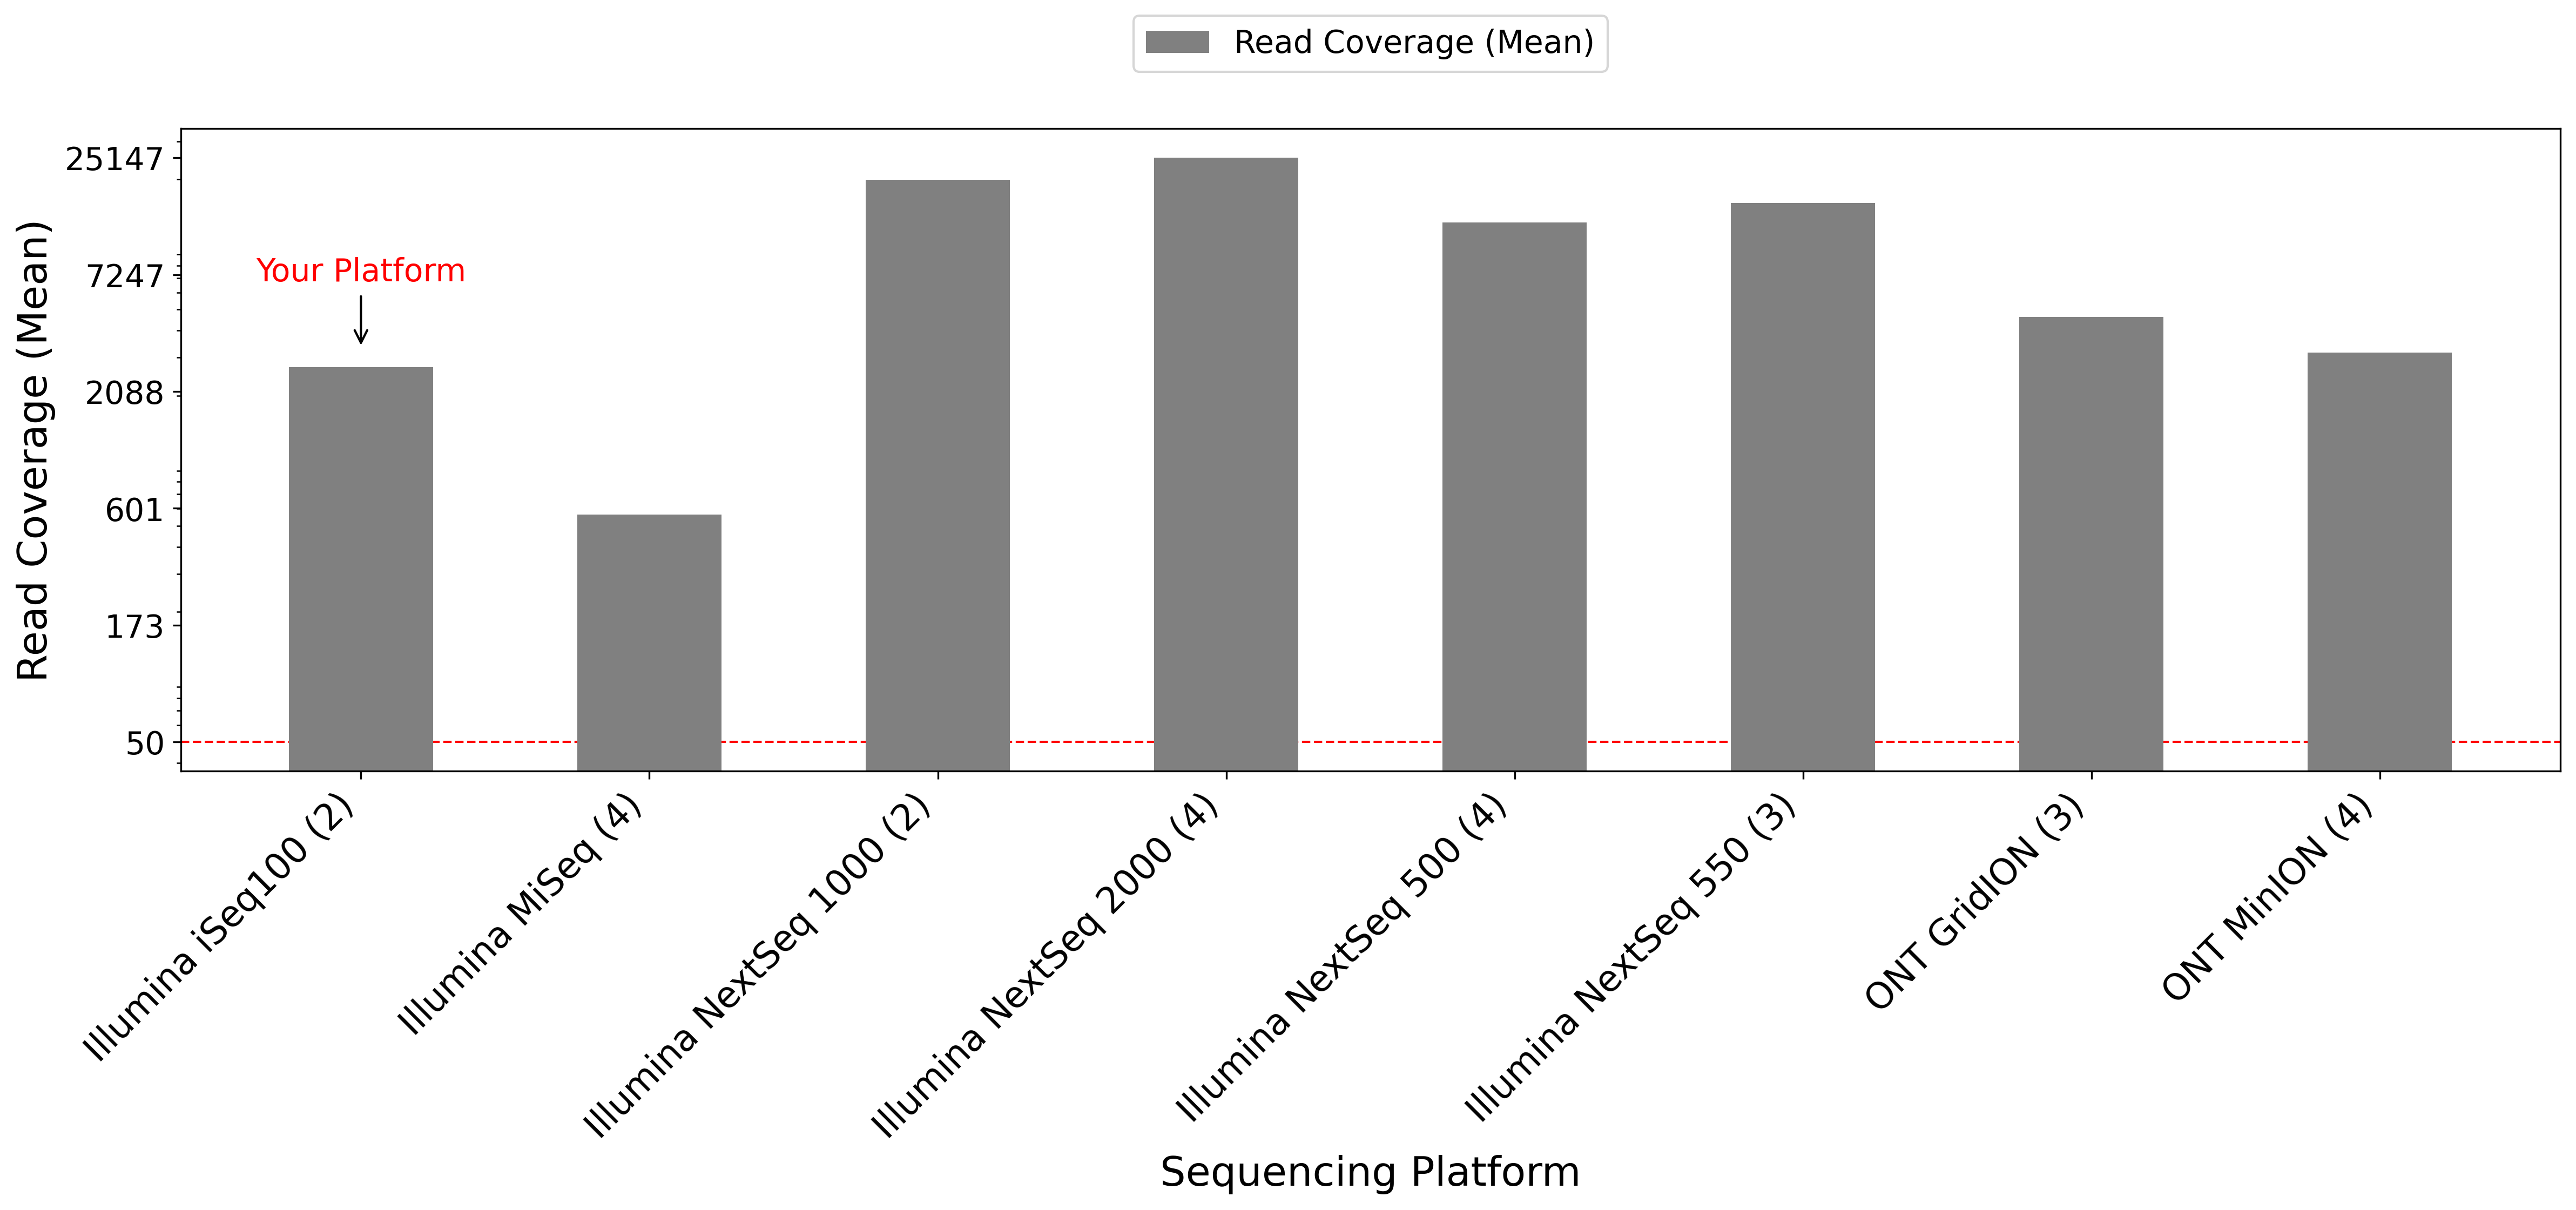 Read Coverage (Mean)
Read Coverage (Mean)
25147
7247
2088
601
173
50
Your Platform
Illumina iSeq100 (2)
Illumina MiSeq (4)
Illumina NextSeq 1000 (2)
Illumina NextSeq 2000 (4)
Illumina NextSeq 500 (4)
Illumina NextSeq 550 (3)
ONT GridION (3)
ONT MinION (4)
Sequencing Platform